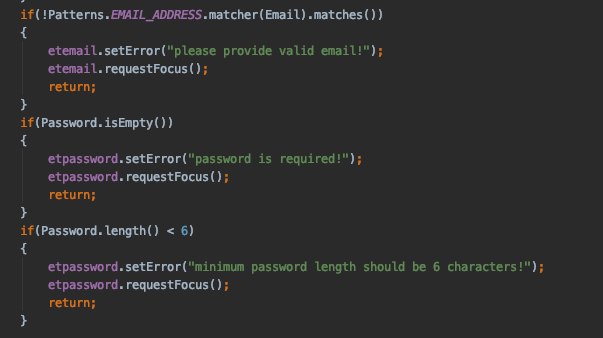 if(!Patterns.EMAIL_ADDRESS.matcher(Email).matches())
{
    etemail.setError("please provide valid email!");
    etemail.requestFocus();
    return;
}
if(Password.isEmpty())
{
    etpassword.setError("password is required!");
    etpassword.requestFocus();
    return;
}
if(Password.length() < 6)
{
    etpassword.setError("minimum password length should be 6 characters!");
    etpassword.requestFocus();
    return;
}